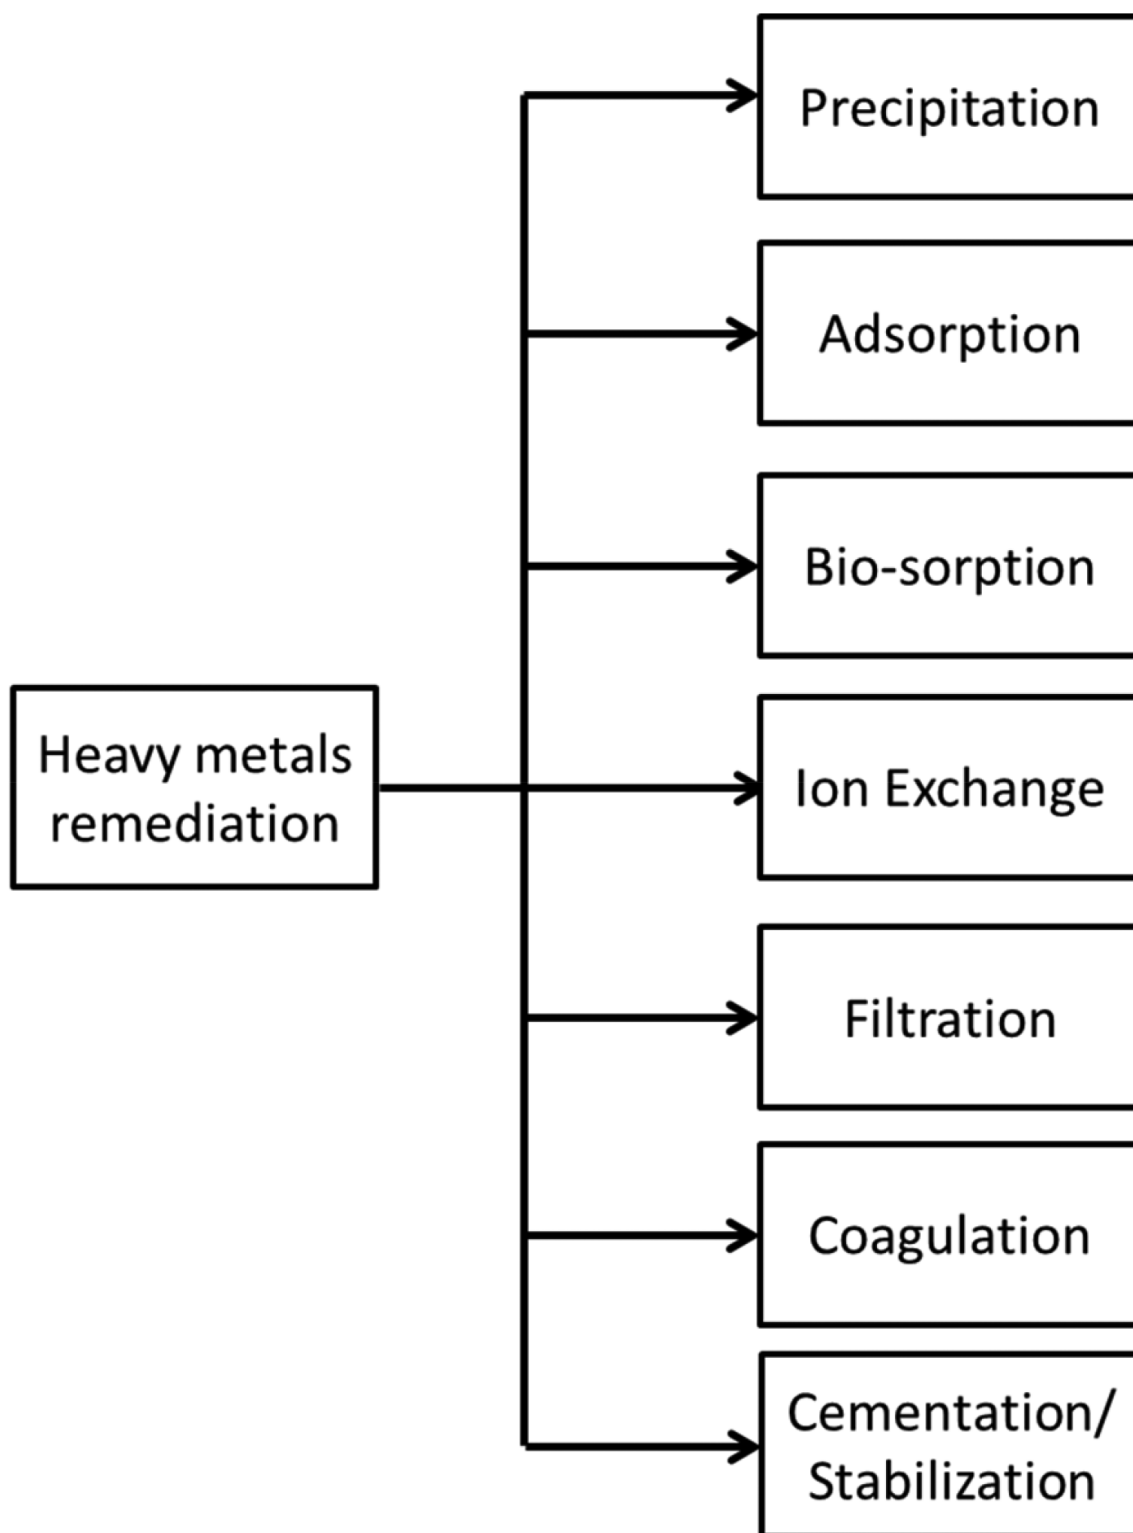 Precipitation
Adsorption
Bio-sorption
Heavy metals
remediation
Ion Exchange
Filtration
Coagulation
Cementation/
Stabilization